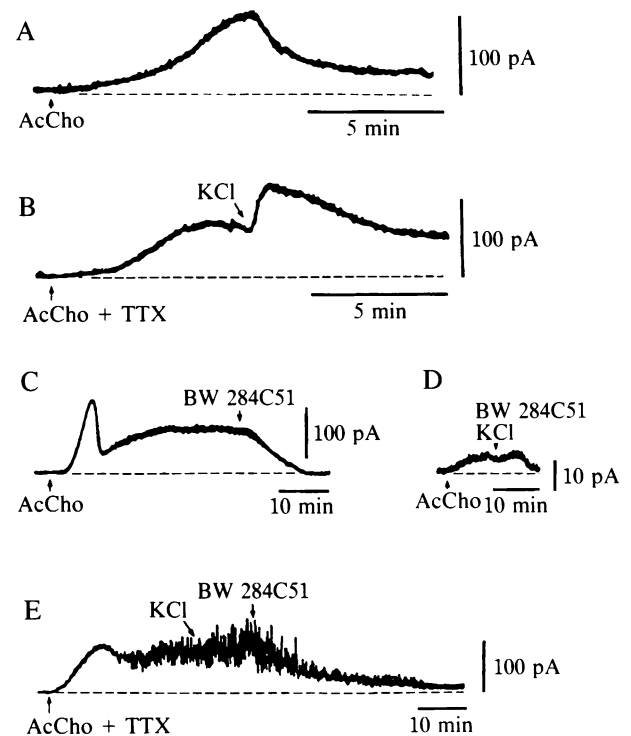 A
100 pA
AcCho
5 min
B
KCl
100 pA
AcCho + TTX
5 min
C
BW 284C51
100 pA
AcCho
10 min
D
BW 284C51
KCl
10 pA
AcCho
10 min
E
BW 284C51
KCl
100 pA
AcCho + TTX
10 min